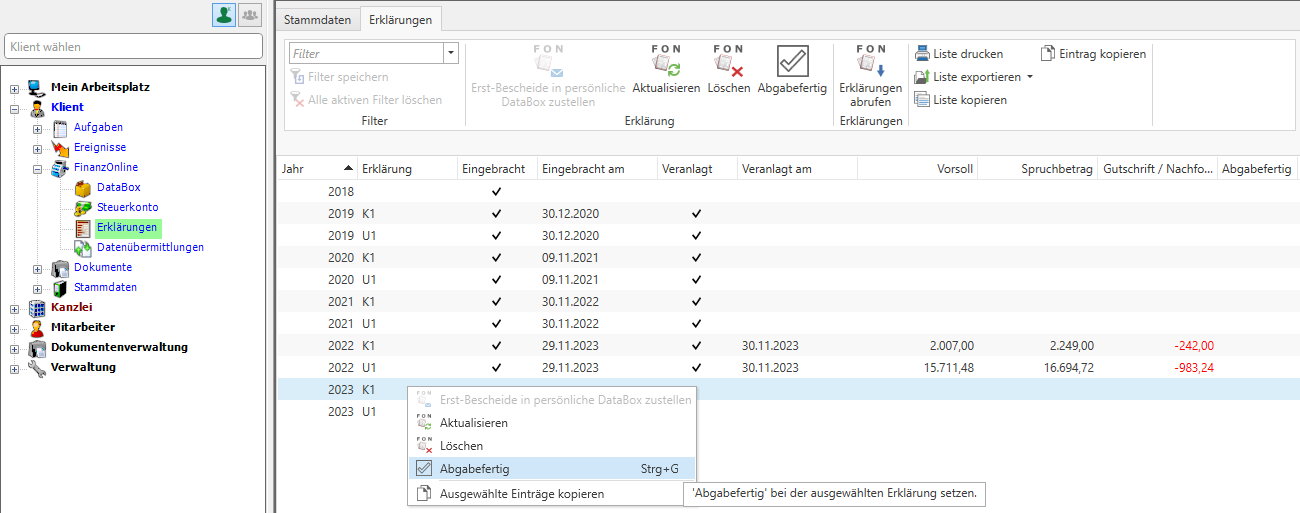 Klient wählen
Mein Arbeitsplatz
Klient
Aufgaben
Ereignisse
FinanzOnline
DataBox
Steuerkonto
Erklärungen
Datenübermittlungen
Dokumente
Stammdaten
Kanzlei
Mitarbeiter
Dokumentenverwaltung
Verwaltung
Stammdaten Erklärungen
Filter
Filter speichern
Alle aktiven Filter löschen
Filter
FON
Erst-Bescheide in persönliche
DataBox zustellen
FON
Aktualisieren
FON
Löschen
Abgabefertig
Erklärung
FON
Erklärungen
abrufen
Erklärungen
Liste drucken
Liste exportieren
Liste kopieren
Eintrag kopieren
Jahr Erklärung Eingebracht Eingebracht am Veranlagt Veranlagt am Vorsoll Spruchbetrag Gutschrift / Nachfo... Abgabefertig
2018 ✓
2019 K1 ✓ 30.12.2020 ✓
2019 U1 ✓ 30.12.2020 ✓
2020 K1 ✓ 09.11.2021 ✓
2020 U1 ✓ 09.11.2021 ✓
2021 K1 ✓ 30.11.2022 ✓
2021 U1 ✓ 30.11.2022 ✓
2022 K1 ✓ 29.11.2023 ✓ 30.11.2023 2.007,00 2.249,00 -242,00
2022 U1 ✓ 29.11.2023 ✓ 30.11.2023 15.711,48 16.694,72 -983,24
2023 K1
2023 U1
FON
Erst-Bescheide in persönliche DataBox zustellen
FON
Aktualisieren
FON
Löschen
Abgabefertig Strg+G
Ausgewählte Einträge kopieren
'Abgabefertig' bei der ausgewählten Erklärung setzen.